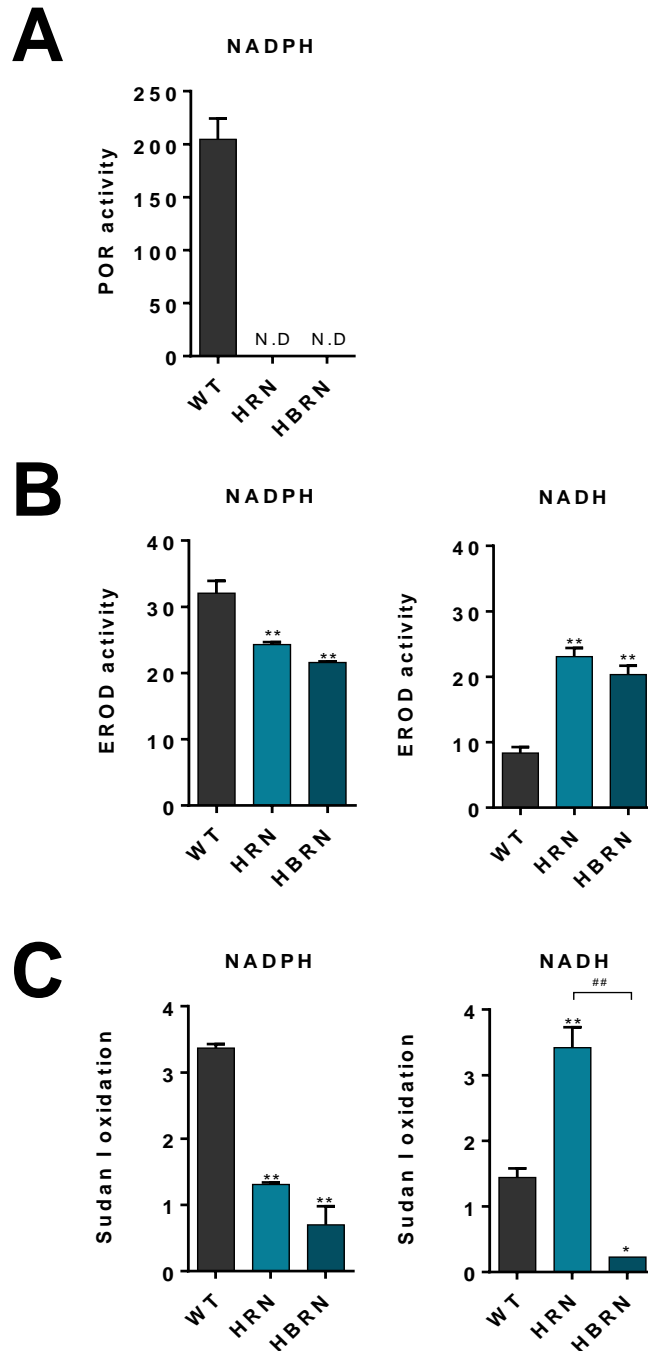 A
NADPH
250
200
150
100
50
0
POR activity
N.D N.D
WT HRN HBRN
B
NADPH
40
30
20
10
0
EROD activity
**
**
WT HRN HBRN
NADH
40
30
20
10
0
EROD activity
**
**
WT HRN HBRN
C
NADPH
4
3
2
1
0
Sudan I oxidation
**
**
WT HRN HBRN
NADH
##
4
3
2
1
0
Sudan I oxidation
**
*
WT HRN HBRN